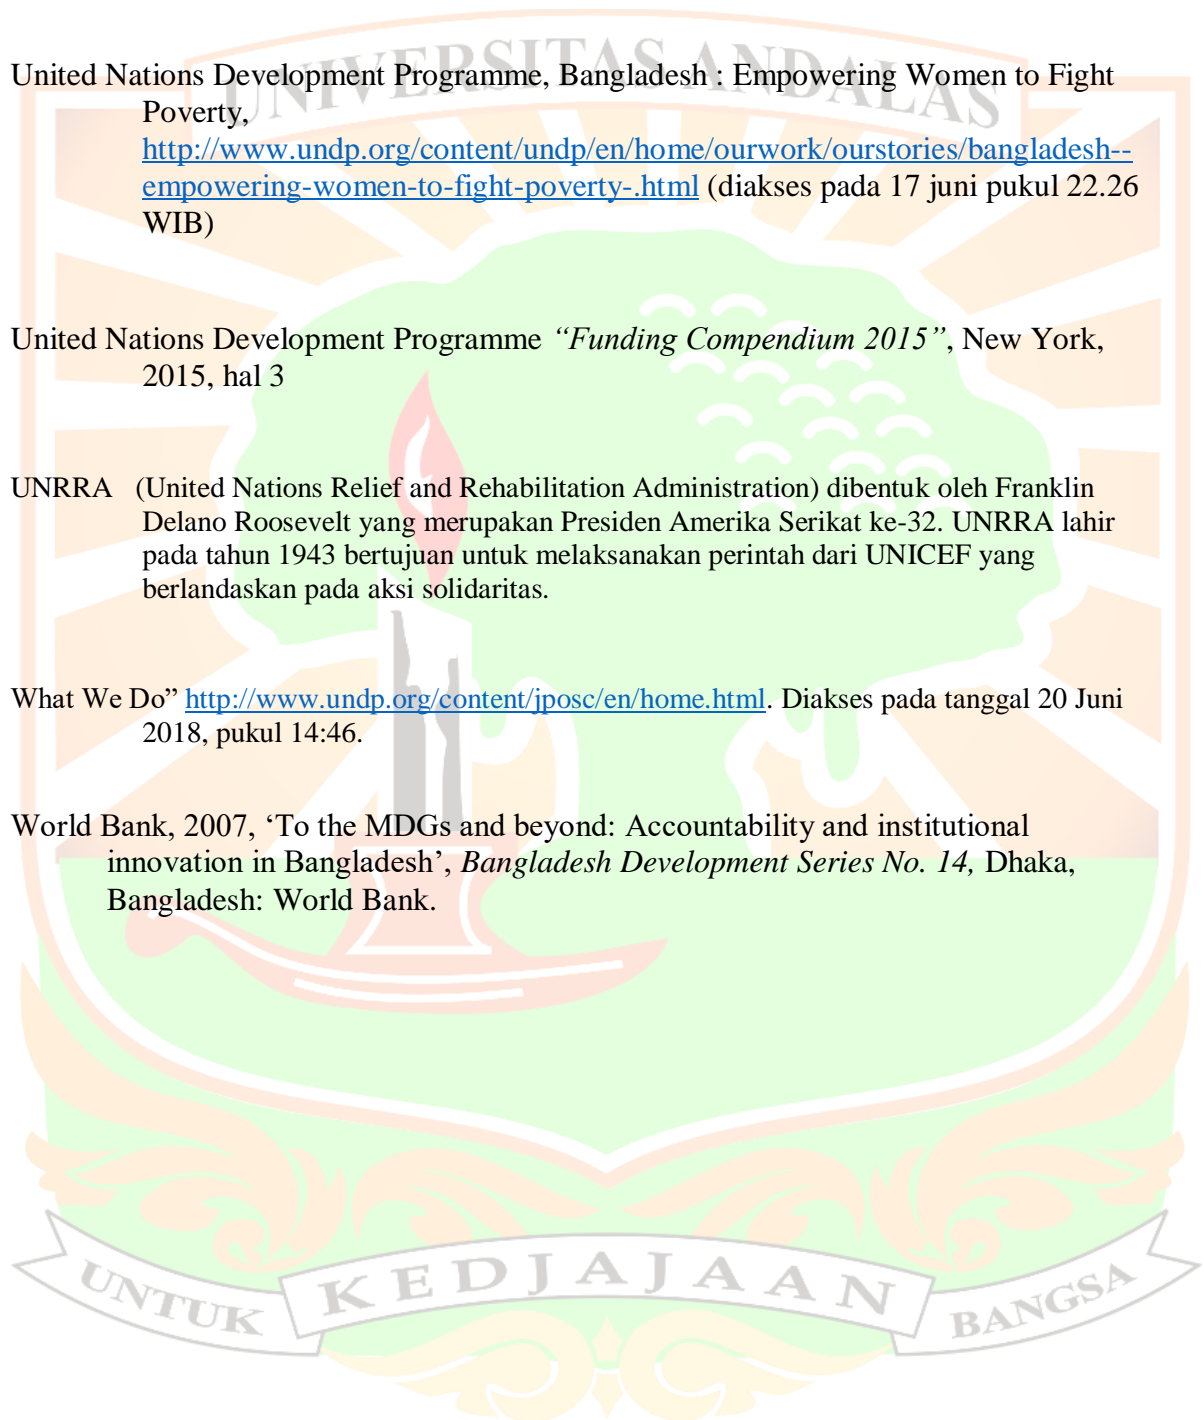 UNIVERSITAS ANDALAS
United Nations Development Programme, Bangladesh : Empowering Women to Fight
Poverty,
http://www.undp.org/content/undp/en/home/ourwork/ourstories/bangladesh--
empowering-women-to-fight-poverty-.html (diakses pada 17 juni pukul 22.26
WIB)
United Nations Development Programme “Funding Compendium 2015”, New York,
2015, hal 3
UNRRA (United Nations Relief and Rehabilitation Administration) dibentuk oleh Franklin
Delano Roosevelt yang merupakan Presiden Amerika Serikat ke-32. UNRRA lahir
pada tahun 1943 bertujuan untuk melaksanakan perintah dari UNICEF yang
berlandaskan pada aksi solidaritas.
What We Do” http://www.undp.org/content/jposc/en/home.html. Diakses pada tanggal 20 Juni
2018, pukul 14:46.
World Bank, 2007, ‘To the MDGs and beyond: Accountability and institutional
innovation in Bangladesh’, Bangladesh Development Series No. 14, Dhaka,
Bangladesh: World Bank.
UNTUK KEDJAJAAN BANGSA